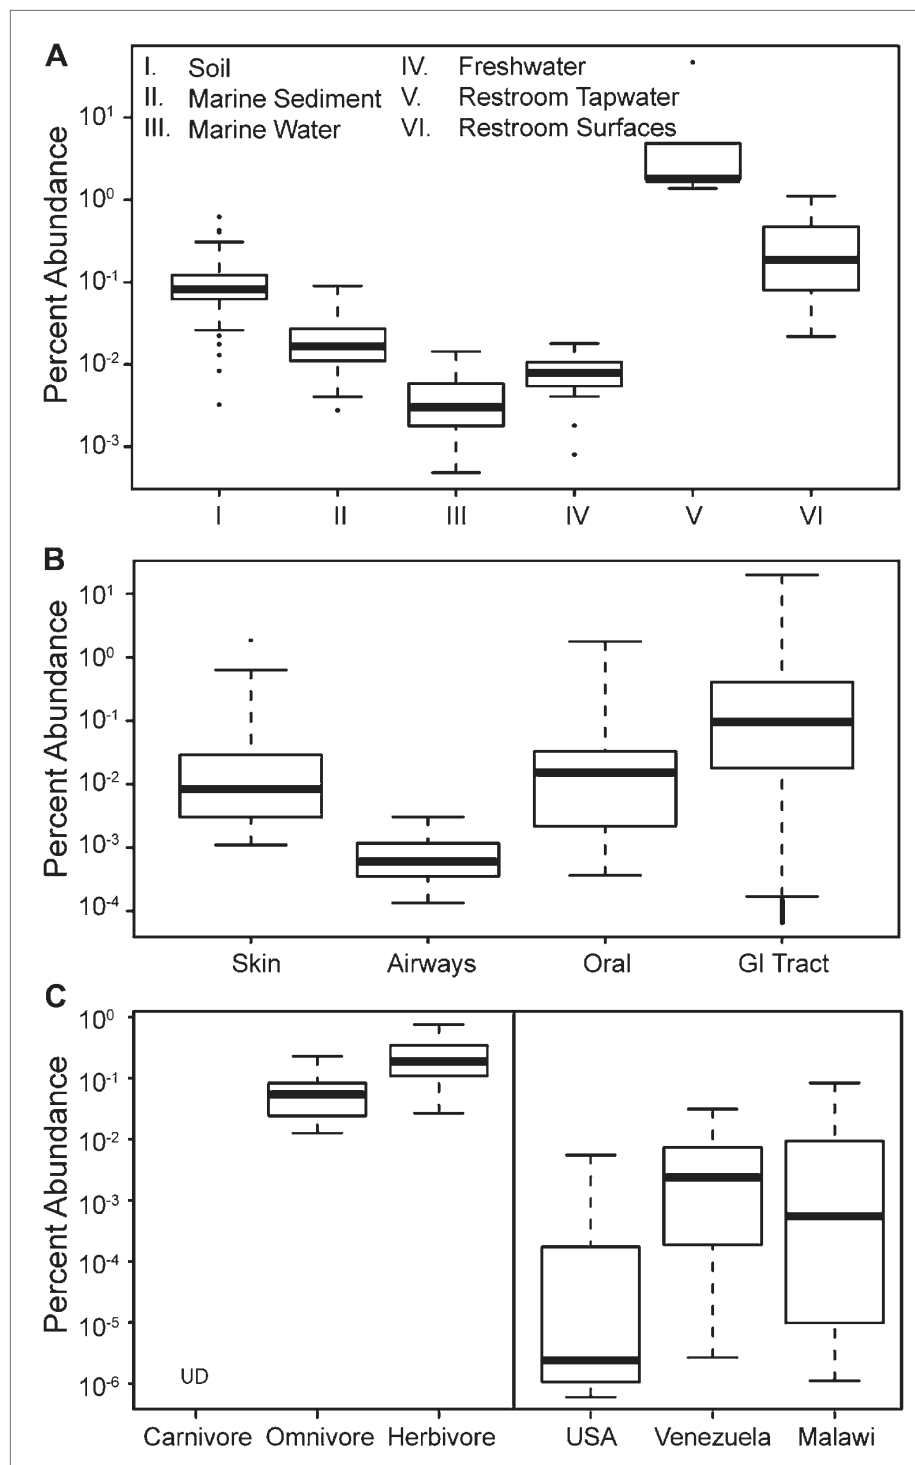 A
I. Soil IV. Freshwater
II. Marine Sediment V. Restroom Tapwater
III. Marine Water VI. Restroom Surfaces
Percent Abundance
10¹
10⁰
10⁻¹
10⁻²
10⁻³
I II III IV V VI
B
Percent Abundance
10¹
10⁰
10⁻¹
10⁻²
10⁻³
10⁻⁴
Skin Airways Oral GI Tract
C
Percent Abundance
10⁰
10⁻¹
10⁻²
10⁻³
10⁻⁴
10⁻⁵
10⁻⁶
UD
Carnivore Omnivore Herbivore USA Venezuela Malawi